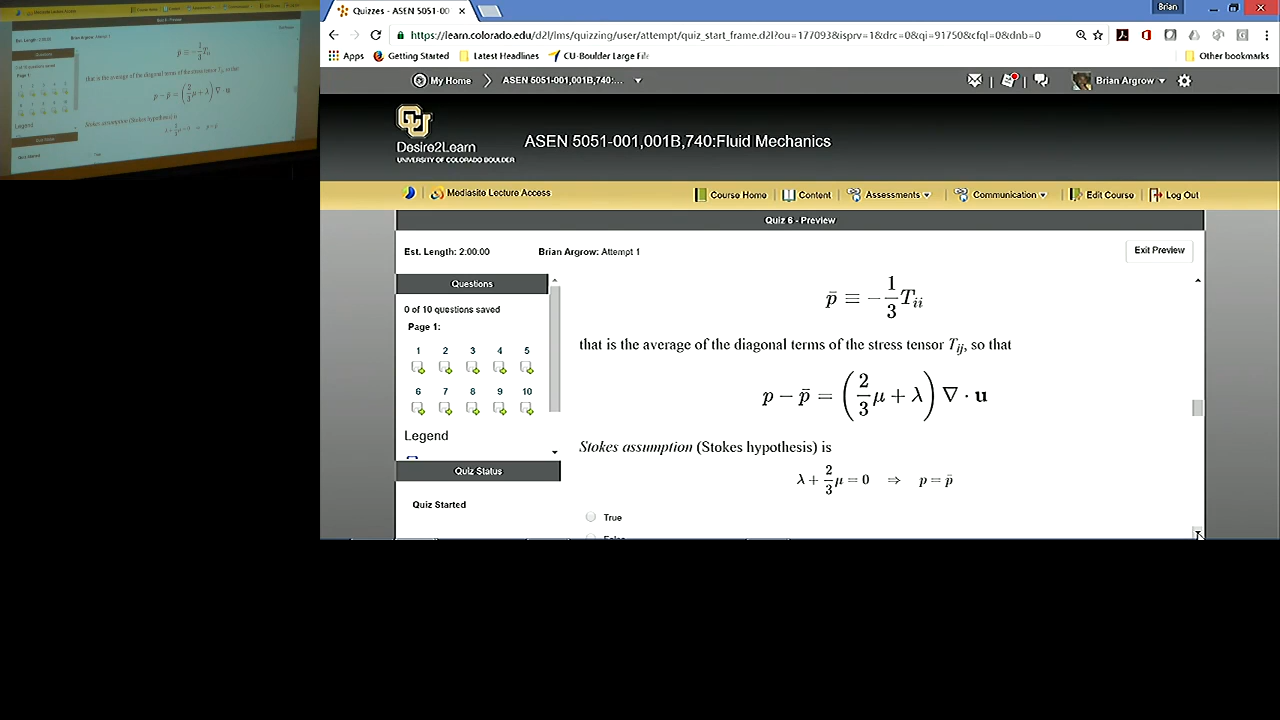 Quizzes - ASEN 5051-00
Brian
https://learn.colorado.edu/d2l/lms/quizzing/user/attempt/quiz_start_frame.d2l?ou=177093&isprv=1&drc=0&qi=91750&cfql=0&dnb=0
Apps Getting Started Latest Headlines CU-Boulder Large File Other bookmarks
My Home ASEN 5051-001,001B,740:... Brian Argrow
CU
Desire2Learn
UNIVERSITY OF COLORADO BOULDER
ASEN 5051-001,001B,740:Fluid Mechanics
Mediasite Lecture Access Course Home Content Assessments Communication Edit Course Log Out
Quiz 6 - Preview
Est. Length: 2:00:00 Brian Argrow: Attempt 1 Exit Preview
Questions
0 of 10 questions saved
Page 1:
1 2 3 4 5
6 7 8 9 10
Legend
Quiz Status
Quiz Started
p̄ ≡ −1/3 Tii
that is the average of the diagonal terms of the stress tensor Tij, so that
p − p̄ = (2/3 μ + λ) ∇ · u
Stokes assumption (Stokes hypothesis) is
λ + 2/3 μ = 0 ⇒ p = p̄
True
False